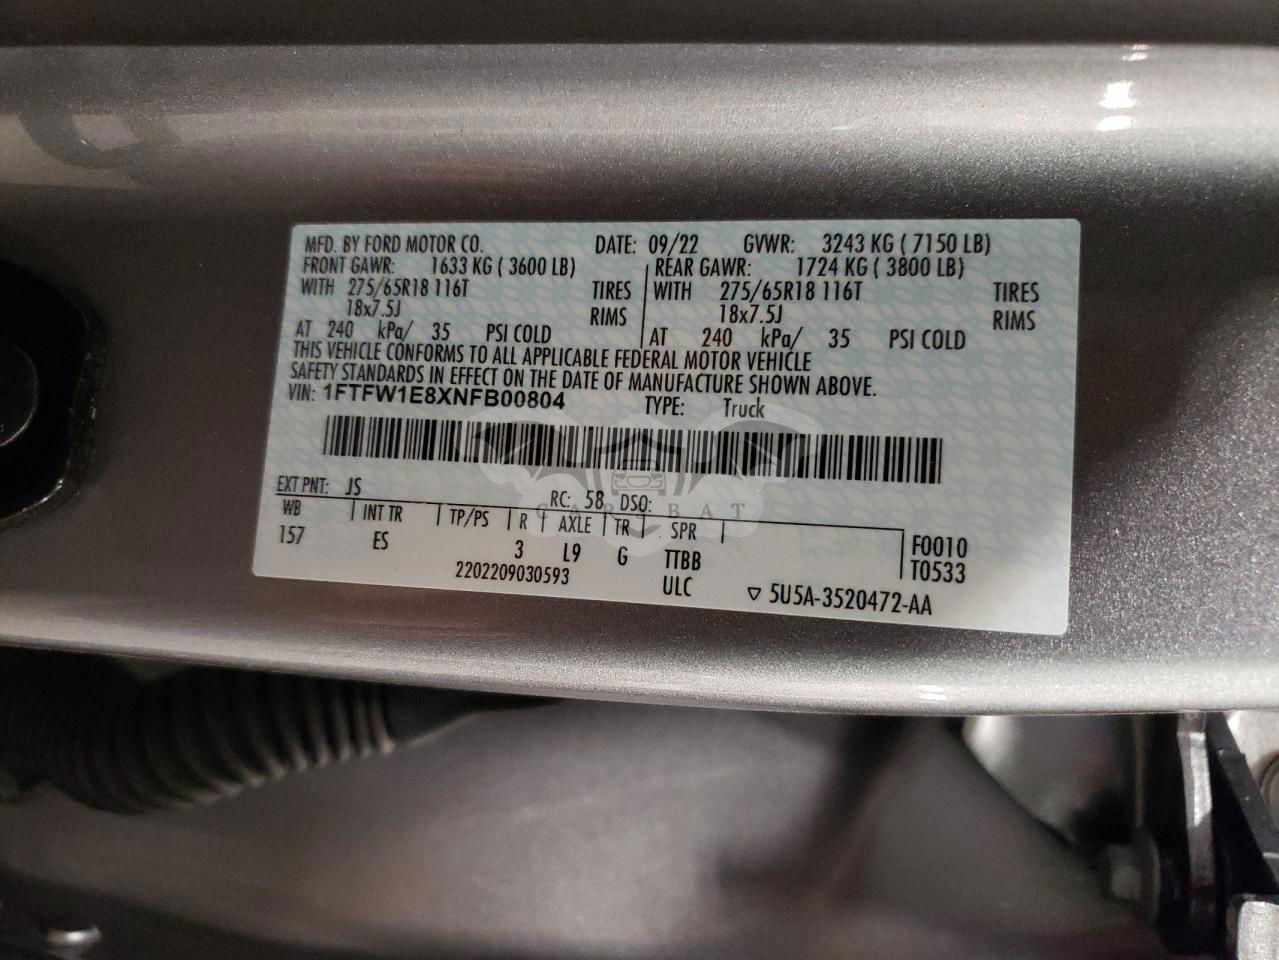 MFD. BY FORD MOTOR CO. DATE: 09/22 GVWR: 3243 KG ( 7150 LB)
FRONT GAWR: 1633 KG ( 3600 LB) REAR GAWR: 1724 KG ( 3800 LB)
WITH 275/65R18 116T TIRES WITH 275/65R18 116T TIRES
18x7.5J RIMS 18x7.5J RIMS
AT 240 kPa/ 35 PSI COLD AT 240 kPa/ 35 PSI COLD
THIS VEHICLE CONFORMS TO ALL APPLICABLE FEDERAL MOTOR VEHICLE
SAFETY STANDARDS IN EFFECT ON THE DATE OF MANUFACTURE SHOWN ABOVE.
VIN: 1FTFW1E8XNFB00804 TYPE: Truck
EXT PNT: JS RC: 58 DSO:
CARSBAT
WB INT TR TP/PS R AXLE TR SPR F0010
157 ES 3 L9 G TTBB T0533
2202209030593 ULC ▽ 5U5A-3520472-AA